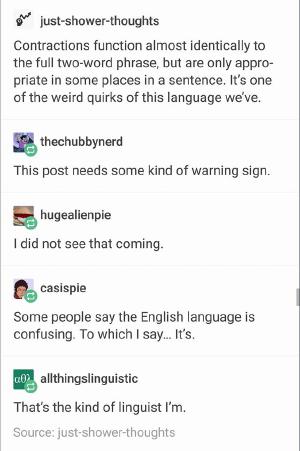 just-shower-thoughts
Contractions function almost identically to
the full two-word phrase, but are only appro-
priate in some places in a sentence. It's one
of the weird quirks of this language we've.
thechubbynerd
This post needs some kind of warning sign.
hugealienpie
I did not see that coming.
casispie
Some people say the English language is
confusing. To which I say... It's.
αθλ
allthingslinguistic
That's the kind of linguist I'm.
Source: just-shower-thoughts